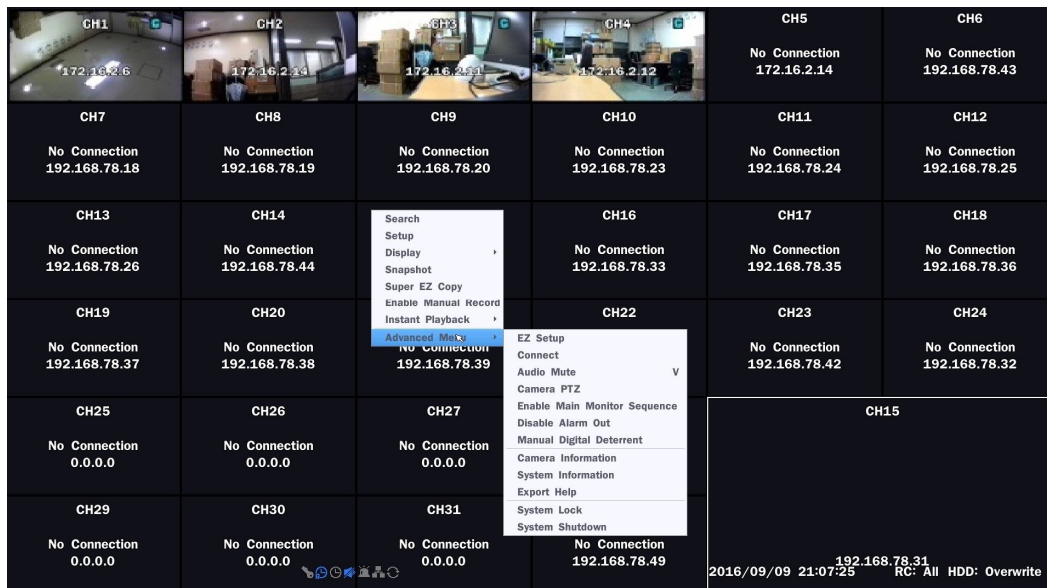 CH1
172.16.2.6
CH2
172.16.2.14
CH3
172.16.2.11
CH4
172.16.2.12
CH5
No Connection
172.16.2.14
CH6
No Connection
192.168.78.43
CH7
No Connection
192.168.78.18
CH8
No Connection
192.168.78.19
CH9
No Connection
192.168.78.20
CH10
No Connection
192.168.78.23
CH11
No Connection
192.168.78.24
CH12
No Connection
192.168.78.25
CH13
No Connection
192.168.78.26
CH14
No Connection
192.168.78.44
CH16
No Connection
192.168.78.33
CH17
No Connection
192.168.78.35
CH18
No Connection
192.168.78.36
CH19
No Connection
192.168.78.37
CH20
No Connection
192.168.78.38
No Connection
192.168.78.39
CH22
CH23
No Connection
192.168.78.42
CH24
No Connection
192.168.78.32
Search
Setup
Display
Snapshot
Super EZ Copy
Enable Manual Record
Instant Playback
Advanced Menu
EZ Setup
Connect
Audio Mute V
Camera PTZ
Enable Main Monitor Sequence
Disable Alarm Out
Manual Digital Deterrent
Camera Information
System Information
Export Help
System Lock
System Shutdown
CH25
No Connection
0.0.0.0
CH26
No Connection
0.0.0.0
CH27
No Connection
0.0.0.0
CH15
192.168.78.31
CH29
No Connection
0.0.0.0
CH30
No Connection
0.0.0.0
CH31
No Connection
0.0.0.0
No Connection
192.168.78.49
2016/09/09 21:07:25 RC: All HDD: Overwrite